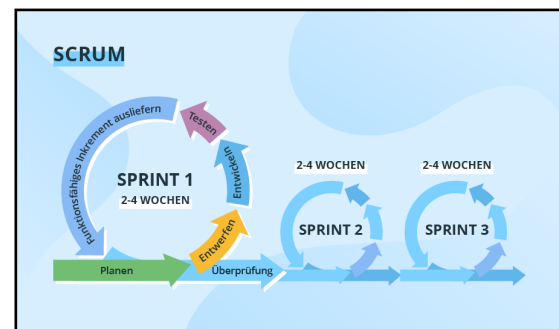 SCRUM
Funktionsfähiges Inkrement ausliefern
Testen
Entwickeln
Entwerfen
SPRINT 1
2-4 WOCHEN
Planen
Überprüfung
2-4 WOCHEN
SPRINT 2
2-4 WOCHEN
SPRINT 3